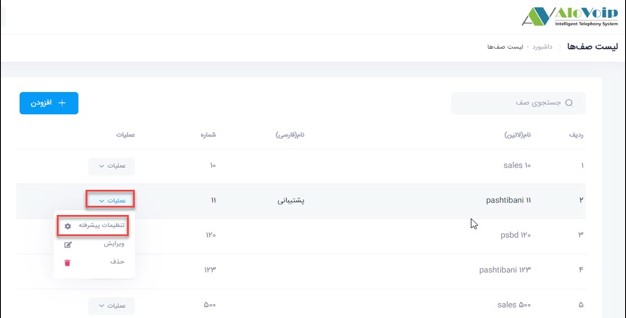 AloVoip
Intelligent Telephony System
لیست صف‌ها | داشبورد - لیست صف‌ها
جستجوی صف
+ افزودن
ردیف نام(لاتین) نام(فارسی) شماره عملیات
۱ sales ۱۰ ۱۰ عملیات
۲ pashtibani ۱۱ پشتیبانی ۱۱ عملیات
تنظیمات پیشرفته
۳ psbd ۱۲۰ ۱۲۰
ویرایش
حذف
۴ pashtibani ۱۲۳ ۱۲۳
۵ sales ۵۰۰ ۵۰۰ عملیات